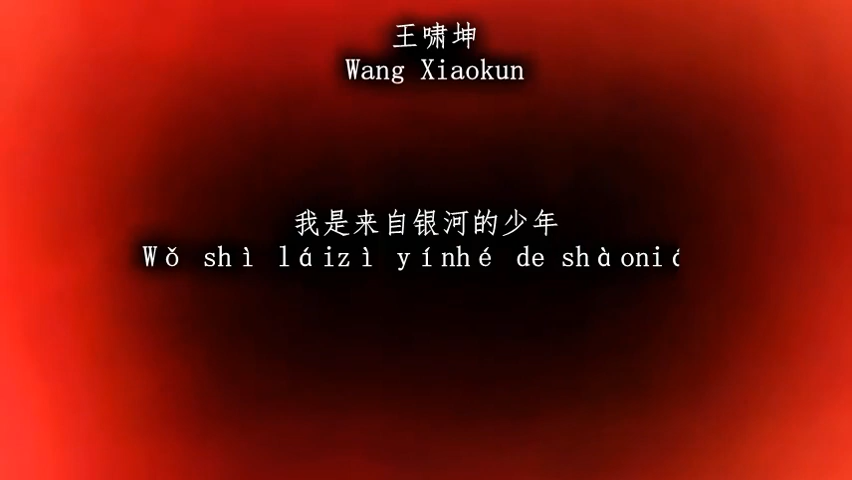 王啸坤
Wang Xiaokun
我是来自银河的少年
Wǒ shì láizì yínhé de shàoni